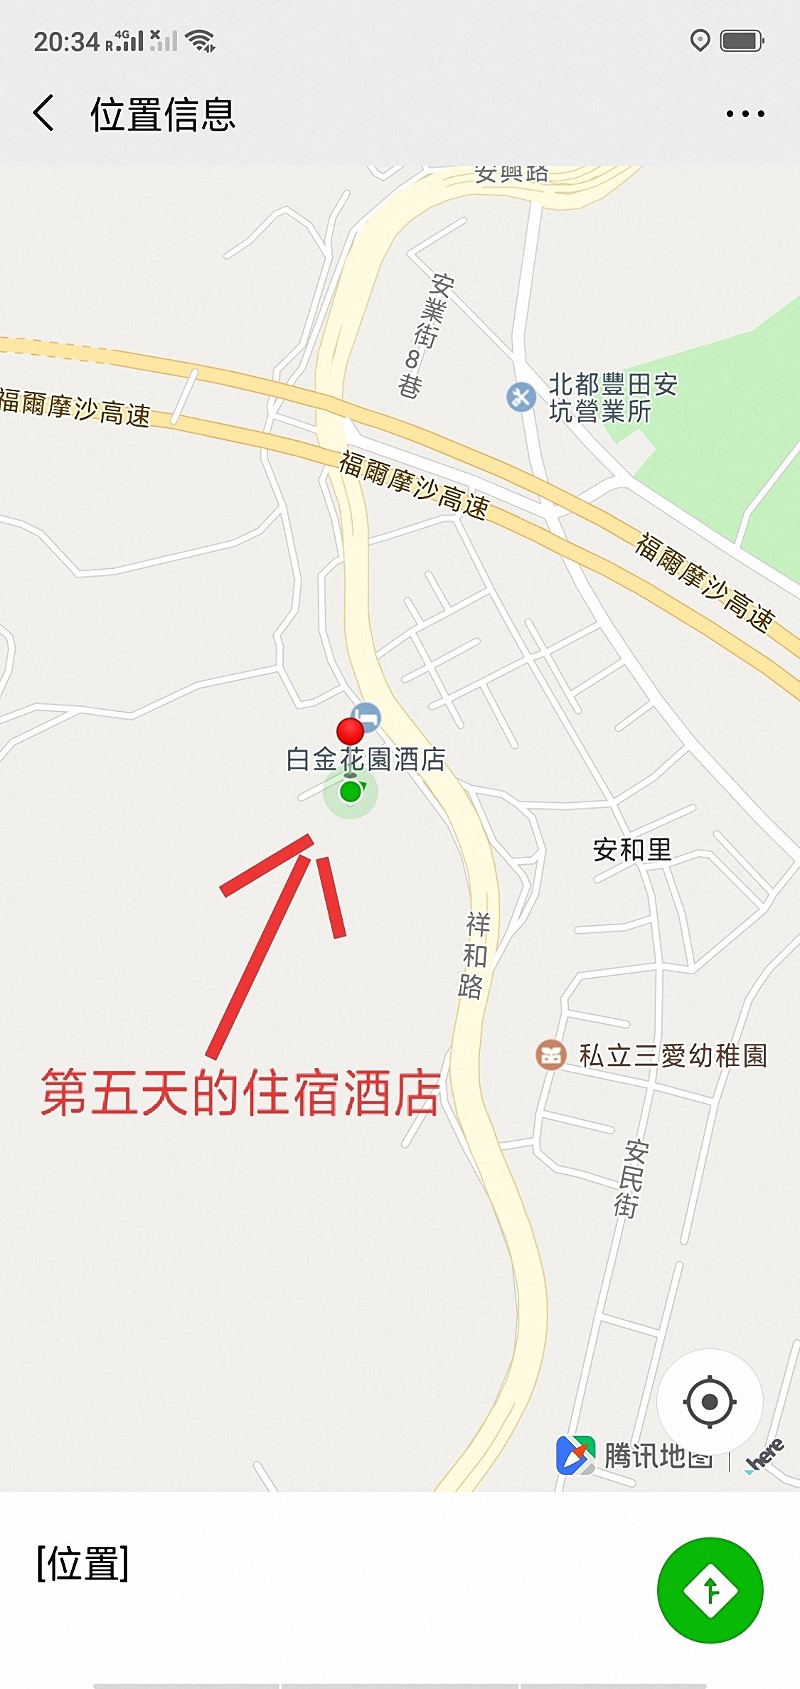 20:34 R 4G
位置信息
安興路
安業街8巷
北都豐田安
坑營業所
福爾摩沙高速
福爾摩沙高速
福爾摩沙高速
白金花園酒店
安和里
祥和路
私立三愛幼稚園
第五天的住宿酒店
安民街
腾讯地图 | here
[位置]